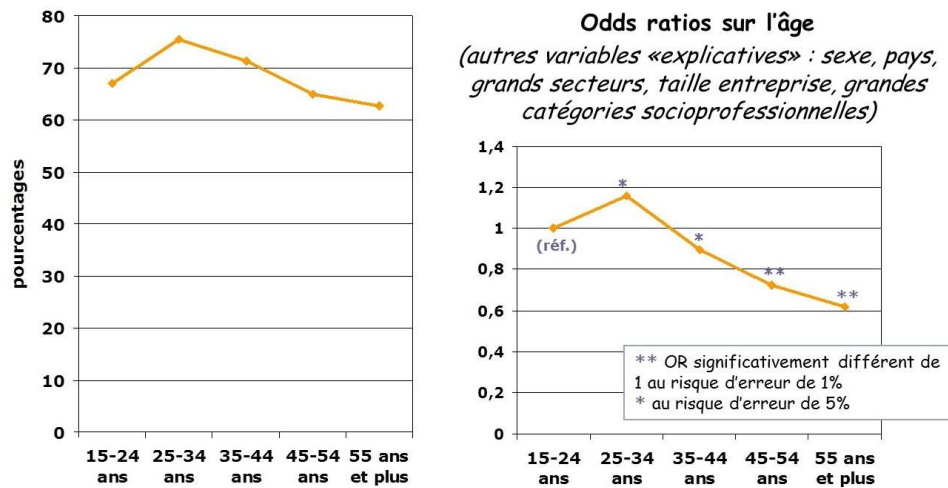 80
70
60
50
40
30
20
10
0
pourcentages
15-24
ans
25-34
ans
35-44
ans
45-54
ans
55 ans
et plus
Odds ratios sur l'âge
(autres variables «explicatives» : sexe, pays,
grands secteurs, taille entreprise, grandes
catégories socioprofessionnelles)
1,4
1,2
1
0,8
0,6
0,4
0,2
0
(réf.)
*
*
**
**
** OR significativement différent de
1 au risque d'erreur de 1%
* au risque d'erreur de 5%
15-24
ans
25-34
ans
35-44
ans
45-54
ans
55 ans
et plus